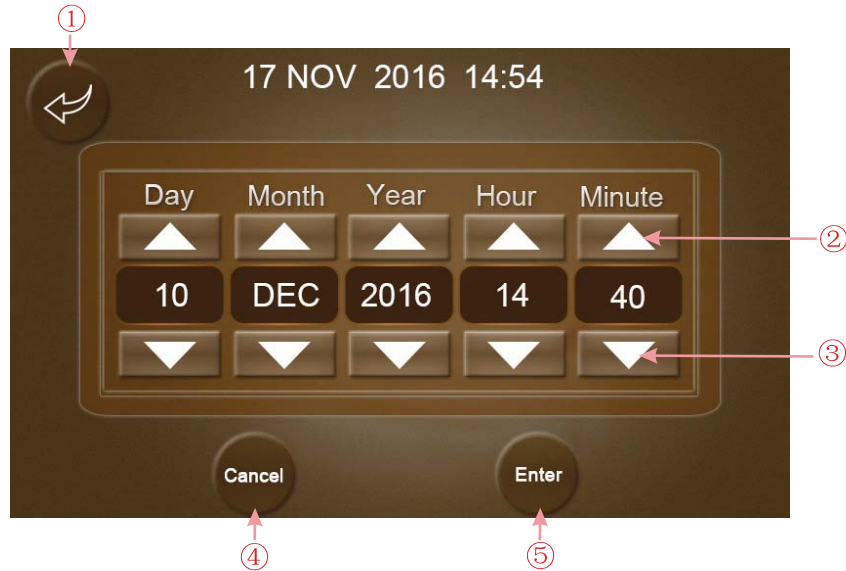 ①
17 NOV 2016 14:54
Day Month Year Hour Minute
②
10 DEC 2016 14 40
③
Cancel Enter
④ ⑤